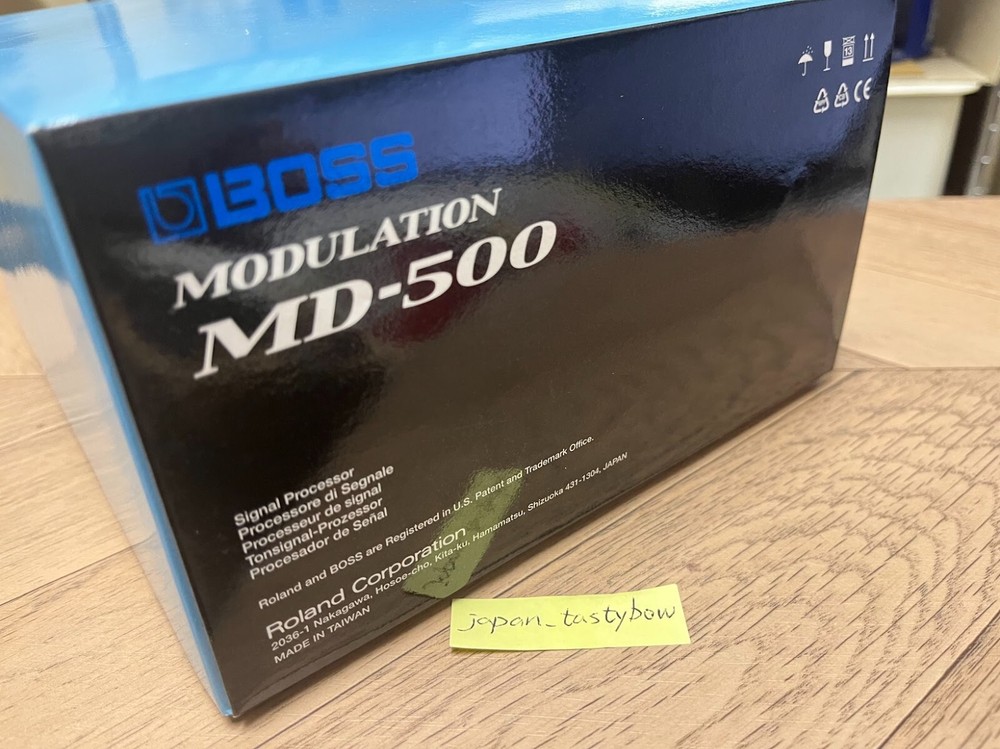 BOSS
MODULATION
MD-500
Signal Processor
Processore di Segnale
Processeur de signal
Tonsignal-Prozessor
Procesador de Señal
Roland and BOSS are Registered in U.S. Patent and Trademark Office.
Roland Corporation
2036-1 Nakagawa, Hosoe-cho, Kita-ku, Hamamatsu, Shizuoka 431-1304, JAPAN
MADE IN TAIWAN
japan_tastybow
13
CE